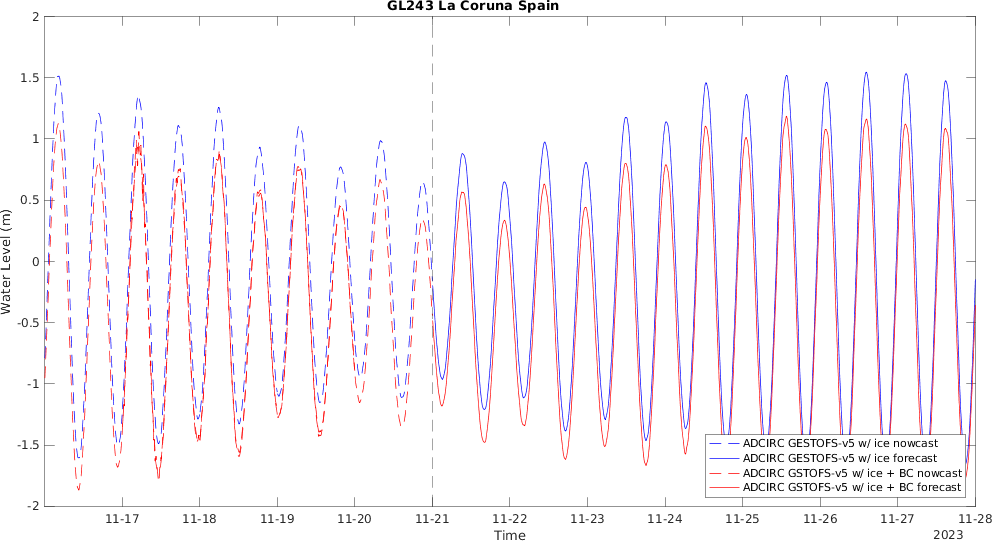 GL243 La Coruna Spain
2
1.5
1
0.5
0
-0.5
-1
-1.5
-2
Water Level (m)
ADCIRC GESTOFS-v5 w/ ice nowcast
ADCIRC GESTOFS-v5 w/ ice forecast
ADCIRC GSTOFS-v5 w/ ice + BC nowcast
ADCIRC GSTOFS-v5 w/ ice + BC forecast
11-17 11-18 11-19 11-20 11-21 11-22 11-23 11-24 11-25 11-26 11-27 11-28
Time
2023